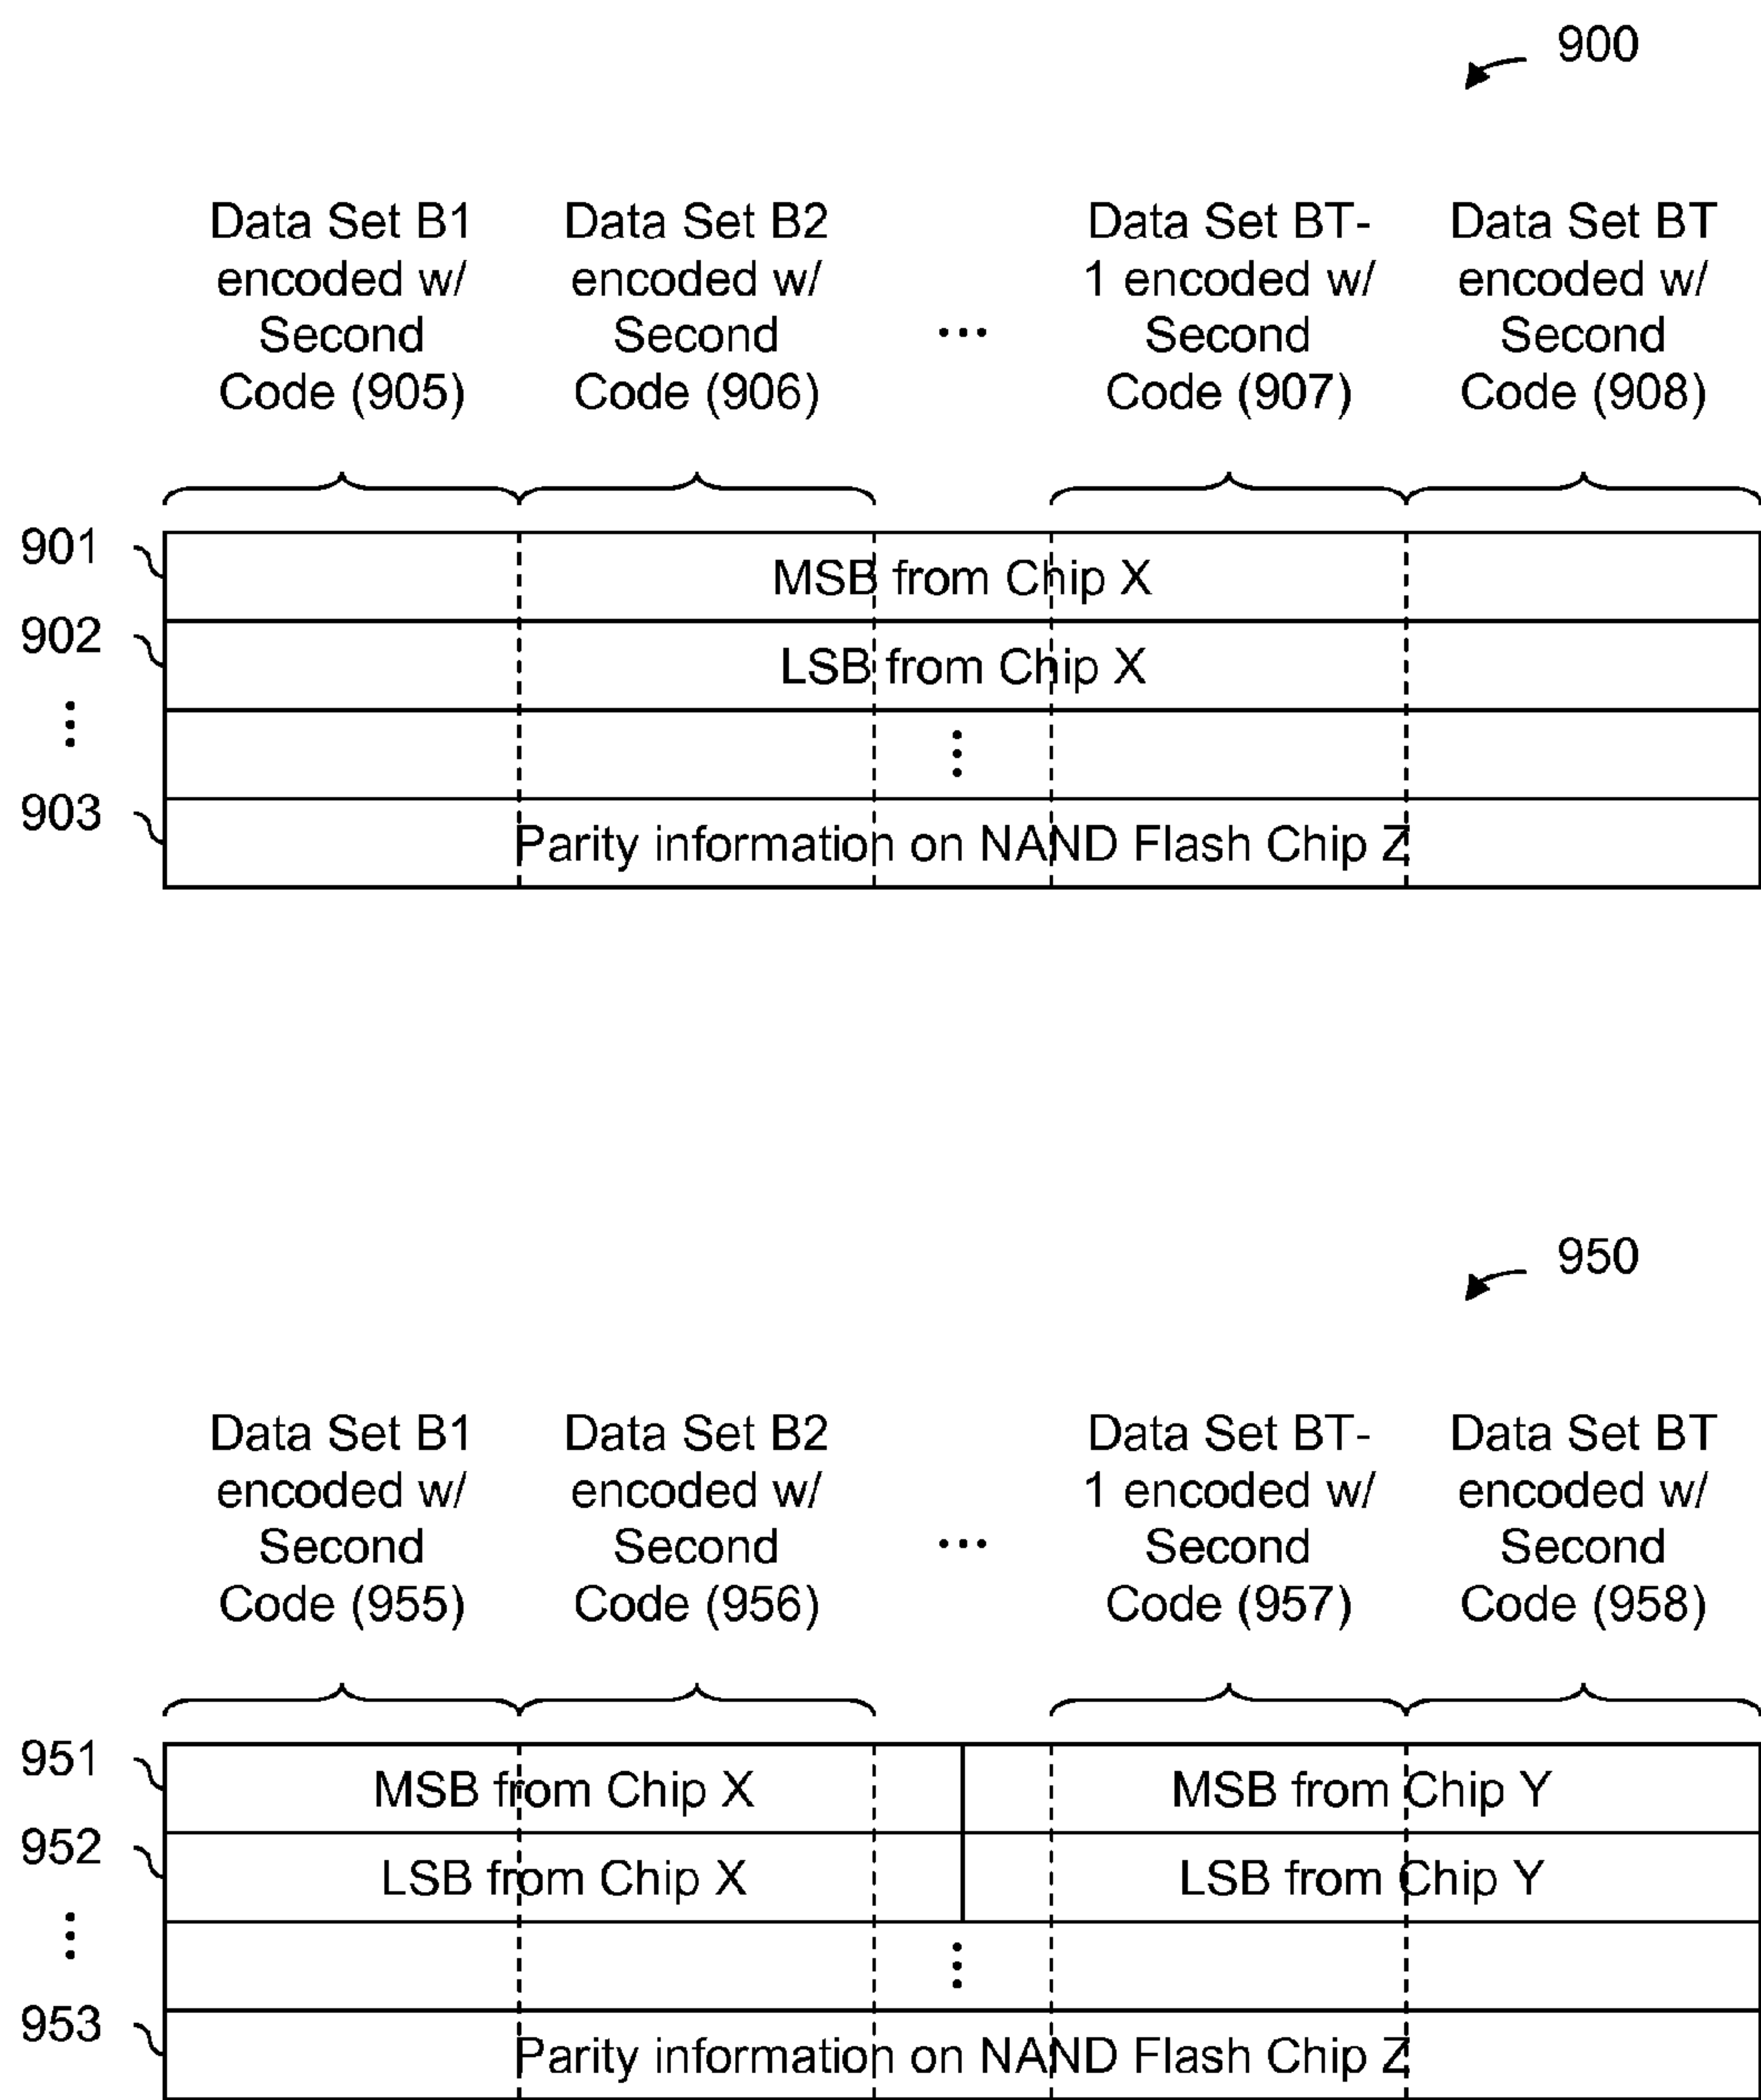 900
Data Set B1
encoded w/
Second
Code (905)
Data Set B2
encoded w/
Second
Code (906)
...
Data Set BT-
1 encoded w/
Second
Code (907)
Data Set BT
encoded w/
Second
Code (908)
901
MSB from Chip X
902
LSB from Chip X
903
Parity information on NAND Flash Chip Z
950
Data Set B1
encoded w/
Second
Code (955)
Data Set B2
encoded w/
Second
Code (956)
...
Data Set BT-
1 encoded w/
Second
Code (957)
Data Set BT
encoded w/
Second
Code (958)
951
MSB from Chip X
MSB from Chip Y
952
LSB from Chip X
LSB from Chip Y
953
Parity information on NAND Flash Chip Z